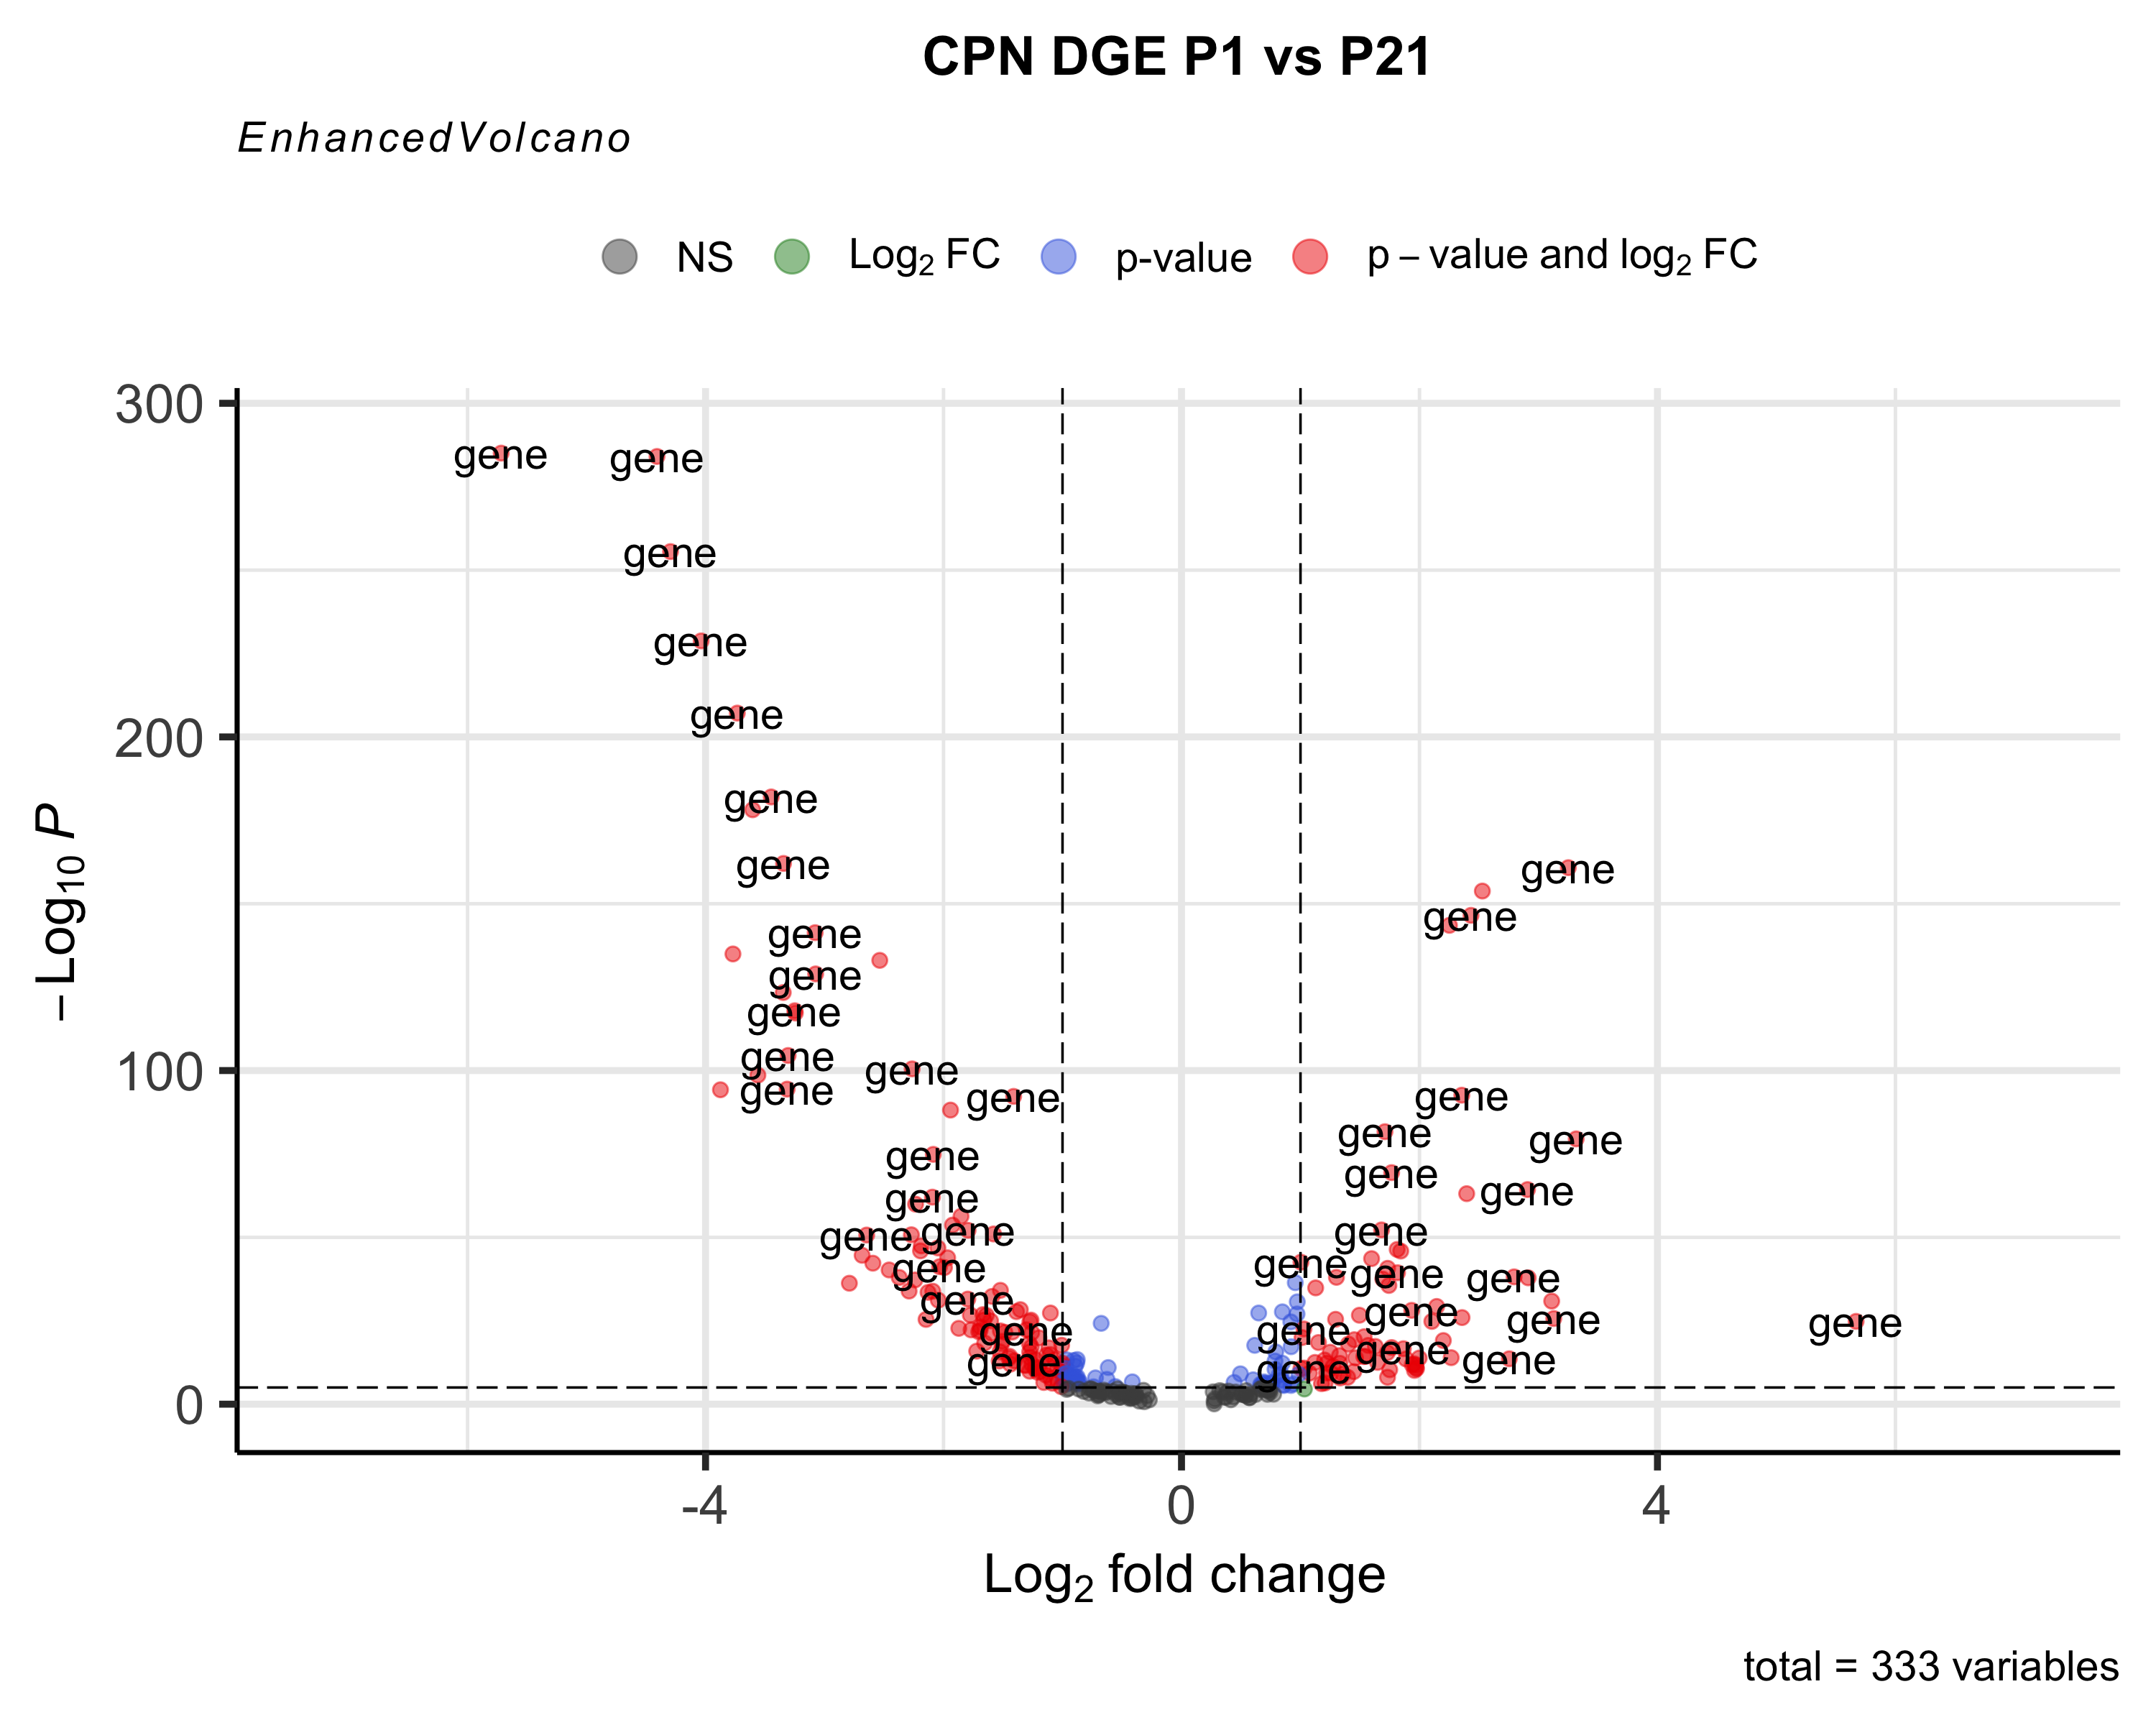 CPN DGE P1 vs P21
EnhancedVolcano
NS Log2 FC p-value p – value and log2 FC
300
gene gene
gene
gene
200
gene
gene
gene gene
gene
gene
gene
gene
100
gene gene
gene gene gene
gene gene
gene gene
gene gene
gene gene gene
gene gene gene gene
gene gene
gene gene gene gene
gene gene gene gene
0
– Log10 P
-4 0 4
Log2 fold change
total = 333 variables